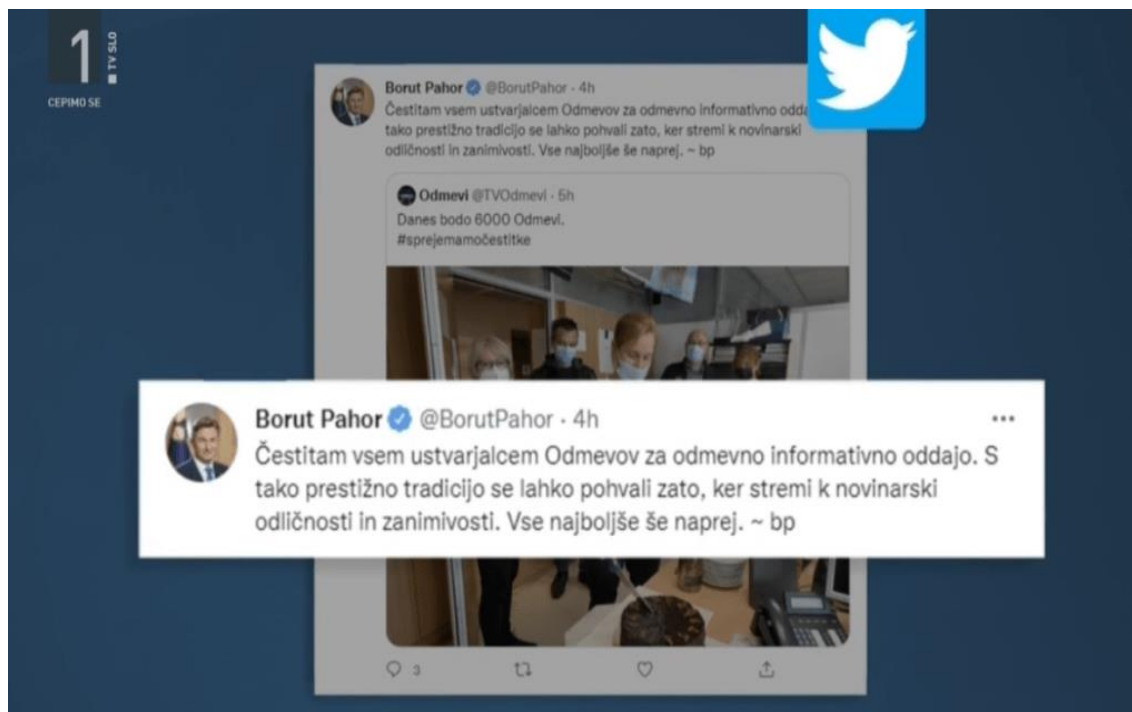 1
TV SLO
CEPIMO SE
Borut Pahor @BorutPahor · 4h
Čestitam vsem ustvarjalcem Odmevov za odmevno informativno
tako prestižno tradicijo se lahko pohvali zato, ker stremi k novinarski
odličnosti in zanimivosti. Vse najboljše še naprej. ~ bp
Odmevi @TVOdmevi · 5h
Danes bodo 6000 Odmevi.
#sprejemamočestitke
Borut Pahor @BorutPahor · 4h
Čestitam vsem ustvarjalcem Odmevov za odmevno informativno oddajo. S
tako prestižno tradicijo se lahko pohvali zato, ker stremi k novinarski
odličnosti in zanimivosti. Vse najboljše še naprej. ~ bp
3